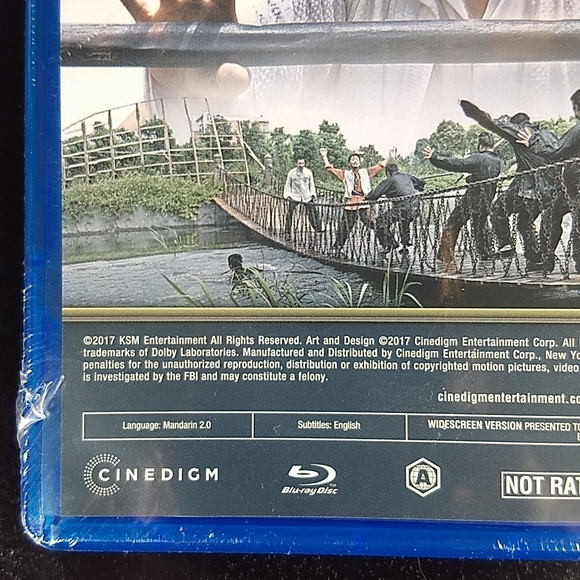 ©2017 KSM Entertainment All Rights Reserved. Art and Design ©2017 Cinedigm Entertainment Corp. All
trademarks of Dolby Laboratories. Manufactured and Distributed by Cinedigm Entertainment Corp., New Yo
penalties for the unauthorized reproduction, distribution or exhibition of copyrighted motion pictures, video
is investigated by the FBI and may constitute a felony.
cinedigmentertainment.co
Language: Mandarin 2.0 Subtitles: English WIDESCREEN VERSION PRESENTED TO
CINEDIGM Blu-ray Disc TM A NOT RAT